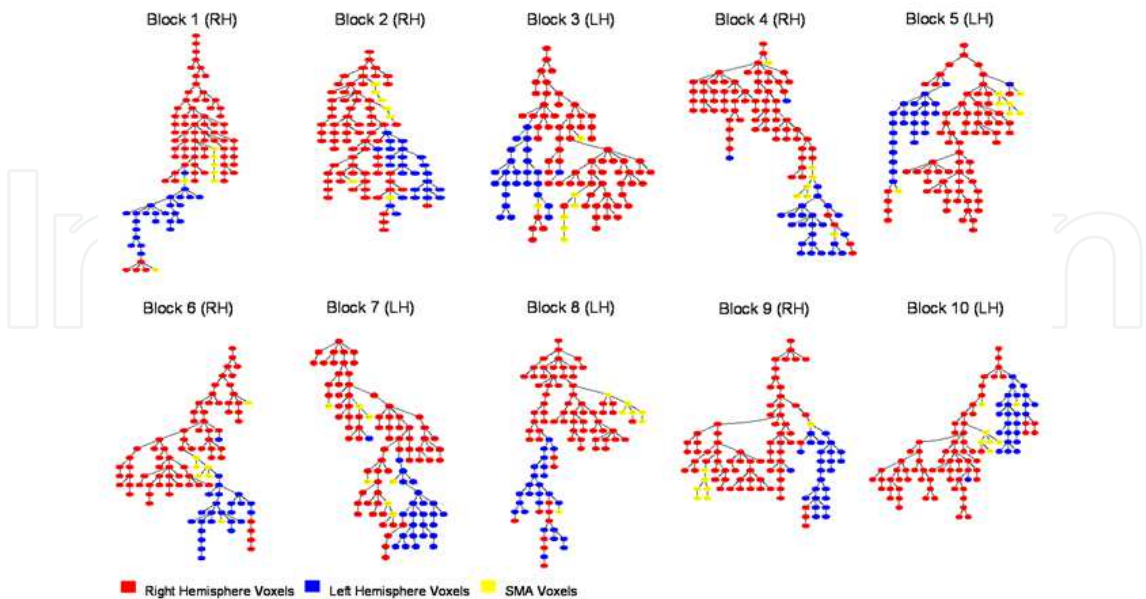 Block 1 (RH)
Block 2 (RH)
Block 3 (LH)
Block 4 (RH)
Block 5 (LH)
Block 6 (RH)
Block 7 (LH)
Block 8 (LH)
Block 9 (RH)
Block 10 (LH)
Right Hemisphere Voxels
Left Hemisphere Voxels
SMA Voxels